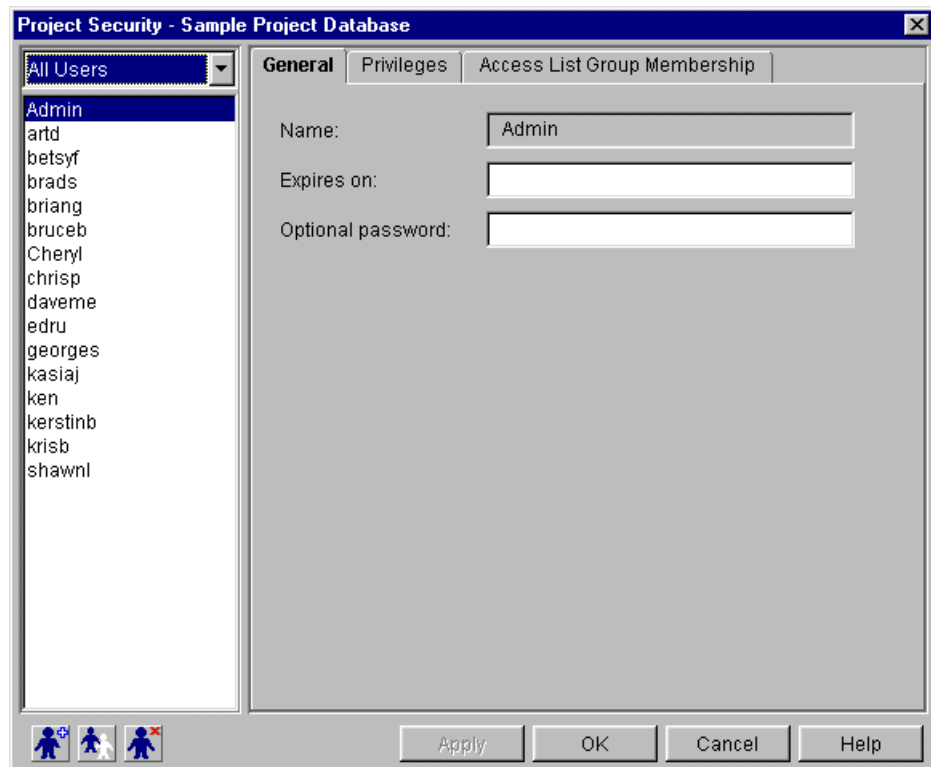 Project Security - Sample Project Database
All Users
Admin
artd
betsyf
brads
briang
bruceb
Cheryl
chrisp
daveme
edru
georges
kasiaj
ken
kerstinb
krisb
shawnl
General
Privileges
Access List Group Membership
Name:
Admin
Expires on:
Optional password:
Apply
OK
Cancel
Help